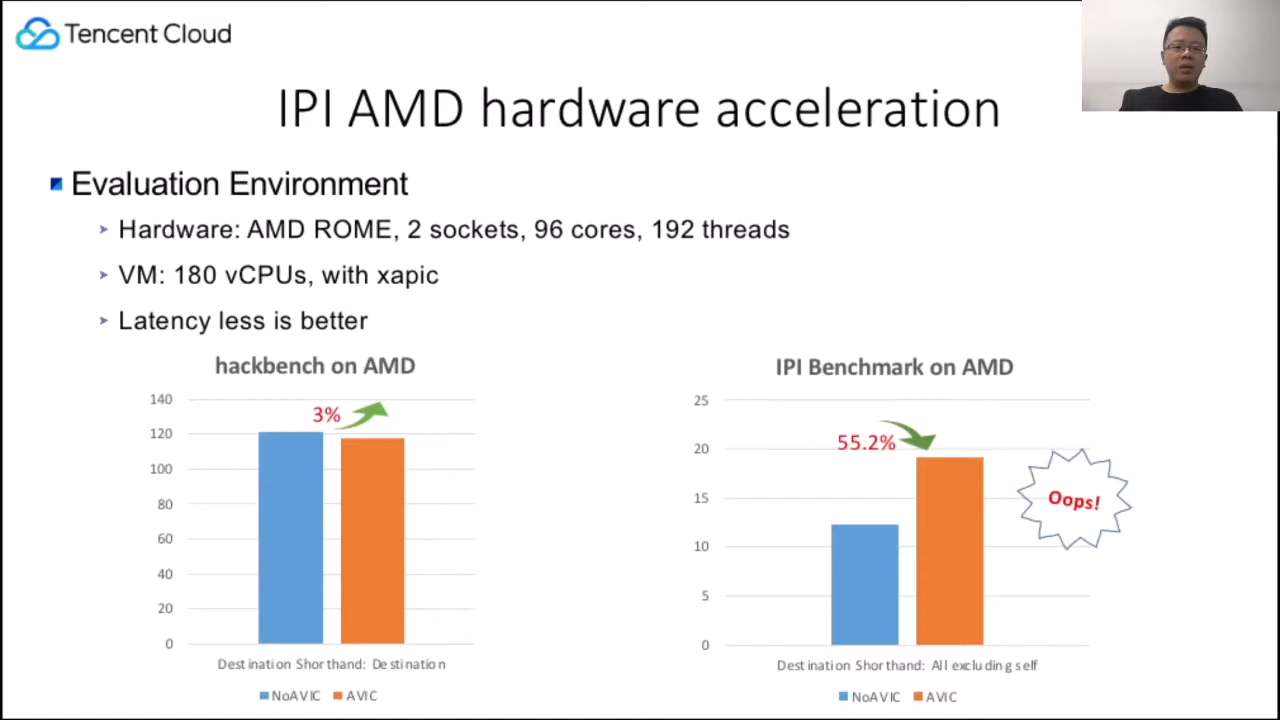 Tencent Cloud
IPI AMD hardware acceleration
Evaluation Environment
Hardware: AMD ROME, 2 sockets, 96 cores, 192 threads
VM: 180 vCPUs, with xapic
Latency less is better
hackbench on AMD
140
120
100
80
60
40
20
0
3%
Destination Shorthand: Destination
NoAVIC AVIC
IPI Benchmark on AMD
25
20
15
10
5
0
55.2%
Oops!
Destination Shorthand: All excluding self
NoAVIC AVIC